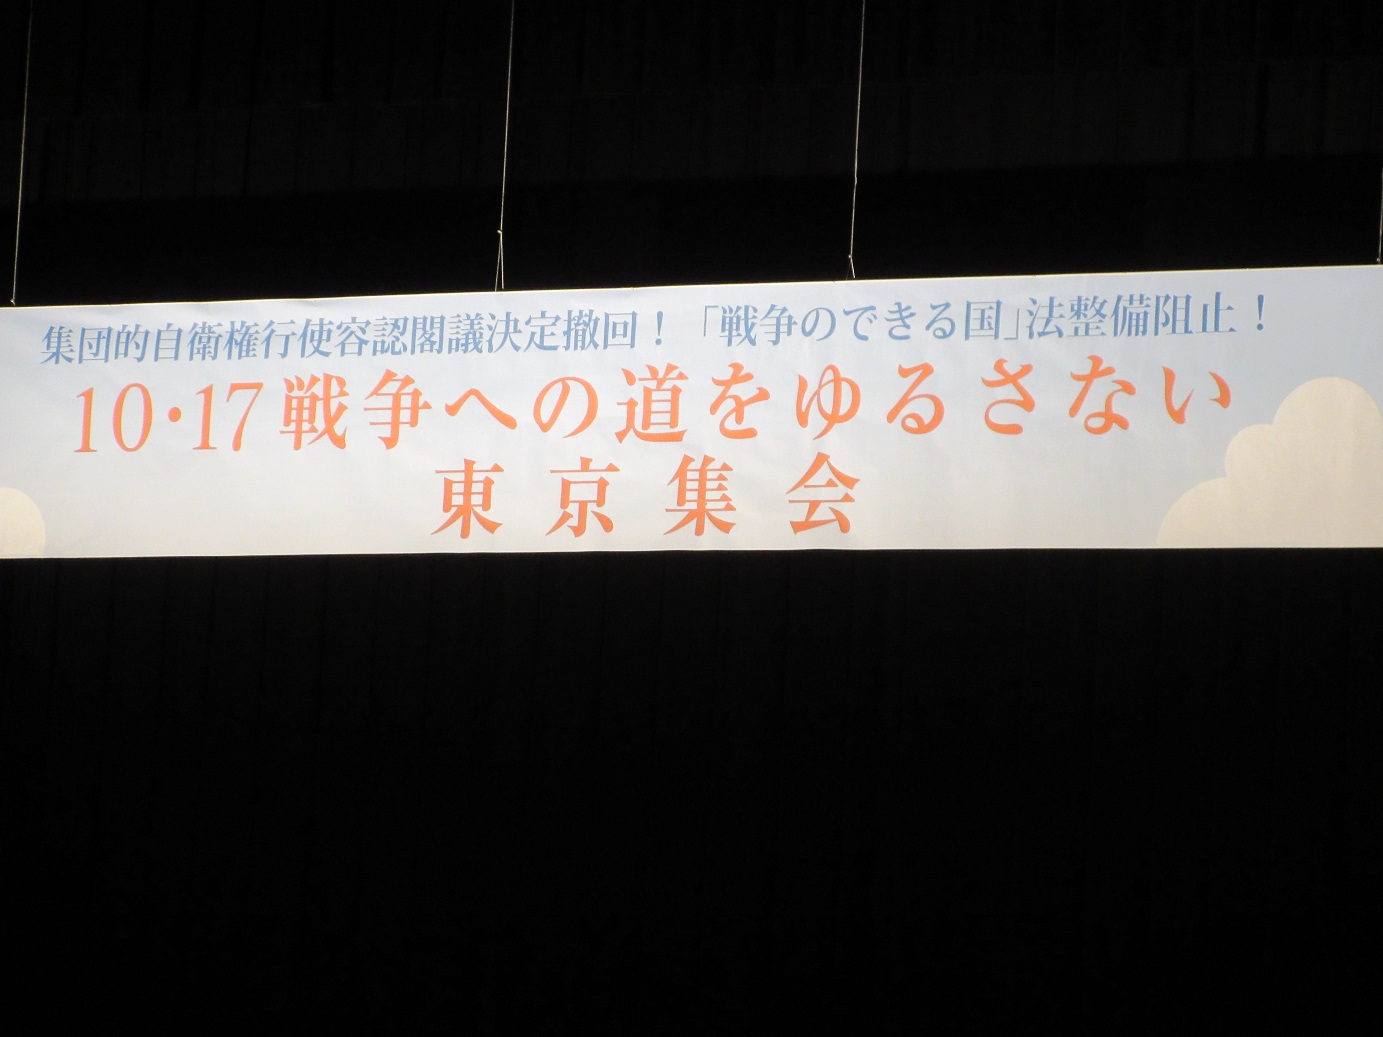 集団的自衛権行使容認閣議決定撤回！「戦争のできる国」法整備阻止！
10・17戦争への道をゆるさない
東京集会